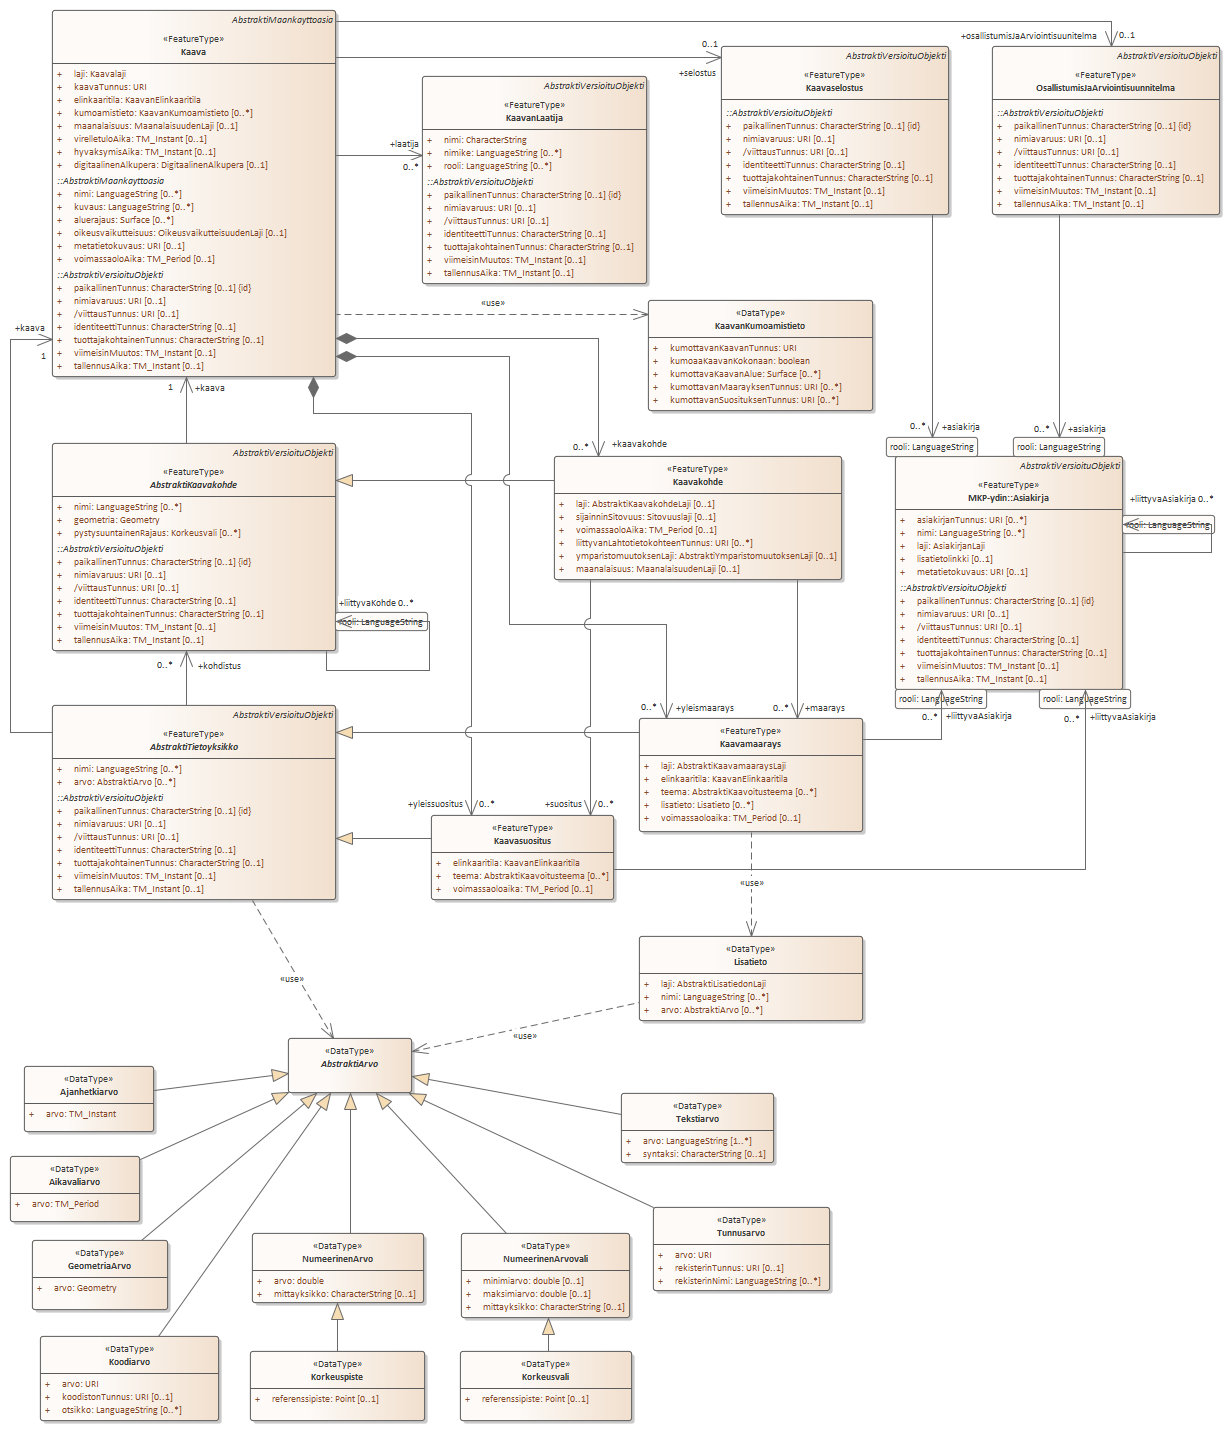 AbstraktiMaankayttoasia
«FeatureType»
Kaava
+ laji: Kaavalaji
+ kaavaTunnus: URI
+ elinkaaritila: KaavanElinkaaritila
+ kumoamistieto: KaavanKumoamistieto [0..*]
+ maanalaisuus: MaanalaisuudenLaji [0..1]
+ vireilletuloAika: TM_Instant [0..1]
+ hyvaksymisAika: TM_Instant [0..1]
+ digitaalinenAlkupera: DigitaalinenAlkupera [0..1]
::AbstraktiMaankayttoasia
+ nimi: LanguageString [0..*]
+ kuvaus: LanguageString [0..*]
+ aluerajaus: Surface [0..*]
+ oikeusvaikutteisuus: OikeusvaikutteisuudenLaji [0..1]
+ metatietokuvaus: URI [0..1]
+ voimassaoloAika: TM_Period [0..1]
::AbstraktiVersioituObjekti
+ paikallinenTunnus: CharacterString [0..1] {id}
+ nimiavaruus: URI [0..1]
+ /viittausTunnus: URI [0..1]
+ identiteettiTunnus: CharacterString [0..1]
+ tuottajakohtainenTunnus: CharacterString [0..1]
+ viimeisinMuutos: TM_Instant [0..1]
+ tallennusAika: TM_Instant [0..1]
+osallistumisJaArviointisuunnitelma
0..1
0..1
+selostus
+laatija
0..*
«use»
+kaava
1
1
+kaava
AbstraktiVersioituObjekti
«FeatureType»
KaavanLaatija
+ nimi: CharacterString
+ nimike: LanguageString [0..*]
+ rooli: LanguageString [0..*]
::AbstraktiVersioituObjekti
+ paikallinenTunnus: CharacterString [0..1] {id}
+ nimiavaruus: URI [0..1]
+ /viittausTunnus: URI [0..1]
+ identiteettiTunnus: CharacterString [0..1]
+ tuottajakohtainenTunnus: CharacterString [0..1]
+ viimeisinMuutos: TM_Instant [0..1]
+ tallennusAika: TM_Instant [0..1]
AbstraktiVersioituObjekti
«FeatureType»
Kaavaselostus
::AbstraktiVersioituObjekti
+ paikallinenTunnus: CharacterString [0..1] {id}
+ nimiavaruus: URI [0..1]
+ /viittausTunnus: URI [0..1]
+ identiteettiTunnus: CharacterString [0..1]
+ tuottajakohtainenTunnus: CharacterString [0..1]
+ viimeisinMuutos: TM_Instant [0..1]
+ tallennusAika: TM_Instant [0..1]
AbstraktiVersioituObjekti
«FeatureType»
OsallistumisJaArviointisuunnitelma
::AbstraktiVersioituObjekti
+ paikallinenTunnus: CharacterString [0..1] {id}
+ nimiavaruus: URI [0..1]
+ /viittausTunnus: URI [0..1]
+ identiteettiTunnus: CharacterString [0..1]
+ tuottajakohtainenTunnus: CharacterString [0..1]
+ viimeisinMuutos: TM_Instant [0..1]
+ tallennusAika: TM_Instant [0..1]
«DataType»
KaavanKumoamistieto
+ kumottavanKaavanTunnus: URI
+ kumoaaKaavanKokonaan: boolean
+ kumottavaKaavanAlue: Surface [0..*]
+ kumottavanMaarayksenTunnus: URI [0..*]
+ kumottavanSuosituksenTunnus: URI [0..*]
0..* +kaavakohde
0..* +asiakirja
0..* +asiakirja
rooli: LanguageString
rooli: LanguageString
AbstraktiVersioituObjekti
«FeatureType»
AbstraktiKaavakohde
+ nimi: LanguageString [0..*]
+ geometria: Geometry
+ pystysuuntainenRajaus: Korkeusvali [0..*]
::AbstraktiVersioituObjekti
+ paikallinenTunnus: CharacterString [0..1] {id}
+ nimiavaruus: URI [0..1]
+ /viittausTunnus: URI [0..1]
+ identiteettiTunnus: CharacterString [0..1]
+ tuottajakohtainenTunnus: CharacterString [0..1]
+ viimeisinMuutos: TM_Instant [0..1]
+ tallennusAika: TM_Instant [0..1]
+liittyvaKohde 0..*
rooli: LanguageString
0..* +kohdistus
«FeatureType»
Kaavakohde
+ laji: AbstraktiKaavakohdeLaji [0..1]
+ sijainninSitovuus: Sitovuuslaji [0..1]
+ voimassaoloAika: TM_Period [0..1]
+ liittyvanLahtotietokohteenTunnus: URI [0..*]
+ ymparistomuutoksenLaji: AbstraktiYmparistomuutoksenLaji [0..1]
+ maanalaisuus: MaanalaisuudenLaji [0..1]
AbstraktiVersioituObjekti
«FeatureType»
MKP-ydin::Asiakirja
+ asiakirjanTunnus: URI [0..*]
+ nimi: LanguageString [0..*]
+ laji: AsiakirjanLaji
+ lisatietolinkki [0..1]
+ metatietokuvaus: URI [0..1]
::AbstraktiVersioituObjekti
+ paikallinenTunnus: CharacterString [0..1] {id}
+ nimiavaruus: URI [0..1]
+ /viittausTunnus: URI [0..1]
+ identiteettiTunnus: CharacterString [0..1]
+ tuottajakohtainenTunnus: CharacterString [0..1]
+ viimeisinMuutos: TM_Instant [0..1]
+ tallennusAika: TM_Instant [0..1]
+liittyvaAsiakirja 0..*
rooli: LanguageString
rooli: LanguageString
rooli: LanguageString
0..* +liittyvaAsiakirja
0..* +liittyvaAsiakirja
0..* +yleismaarays
0..* +maarays
AbstraktiVersioituObjekti
«FeatureType»
AbstraktiTietoyksikko
+ nimi: LanguageString [0..*]
+ arvo: AbstraktiArvo [0..*]
::AbstraktiVersioituObjekti
+ paikallinenTunnus: CharacterString [0..1] {id}
+ nimiavaruus: URI [0..1]
+ /viittausTunnus: URI [0..1]
+ identiteettiTunnus: CharacterString [0..1]
+ tuottajakohtainenTunnus: CharacterString [0..1]
+ viimeisinMuutos: TM_Instant [0..1]
+ tallennusAika: TM_Instant [0..1]
«FeatureType»
Kaavamaarays
+ laji: AbstraktiKaavamaaraysLaji
+ elinkaaritila: KaavanElinkaaritila
+ teema: AbstraktiKaavoitusteema [0..*]
+ lisatieto: Lisatieto [0..*]
+ voimassaoloaika: TM_Period [0..1]
+yleissuositus 0..*
+suositus 0..*
«FeatureType»
Kaavasuositus
+ elinkaaritila: KaavanElinkaaritila
+ teema: AbstraktiKaavoitusteema [0..*]
+ voimassaoloaika: TM_Period [0..1]
«use»
«use»
«DataType»
Lisatieto
+ laji: AbstraktiLisatiedonLaji
+ nimi: LanguageString [0..*]
+ arvo: AbstraktiArvo [0..*]
«use»
«DataType»
AbstraktiArvo
«DataType»
Ajanhetkiarvo
+ arvo: TM_Instant
«DataType»
Tekstiarvo
+ arvo: LanguageString [1..*]
+ syntaksi: CharacterString [0..1]
«DataType»
Aikavaliarvo
+ arvo: TM_Period
«DataType»
Tunnusarvo
+ arvo: URI
+ rekisterinTunnus: URI [0..1]
+ rekisterinNimi: LanguageString [0..*]
«DataType»
GeometriaArvo
+ arvo: Geometry
«DataType»
NumeerinenArvo
+ arvo: double
+ mittayksikko: CharacterString [0..1]
«DataType»
NumeerinenArvovali
+ minimiarvo: double [0..1]
+ maksimiarvo: double [0..1]
+ mittayksikko: CharacterString [0..1]
«DataType»
Koodiarvo
+ arvo: URI
+ koodistonTunnus: URI [0..1]
+ otsikko: LanguageString [0..*]
«DataType»
Korkeuspiste
+ referenssipiste: Point [0..1]
«DataType»
Korkeusvali
+ referenssipiste: Point [0..1]